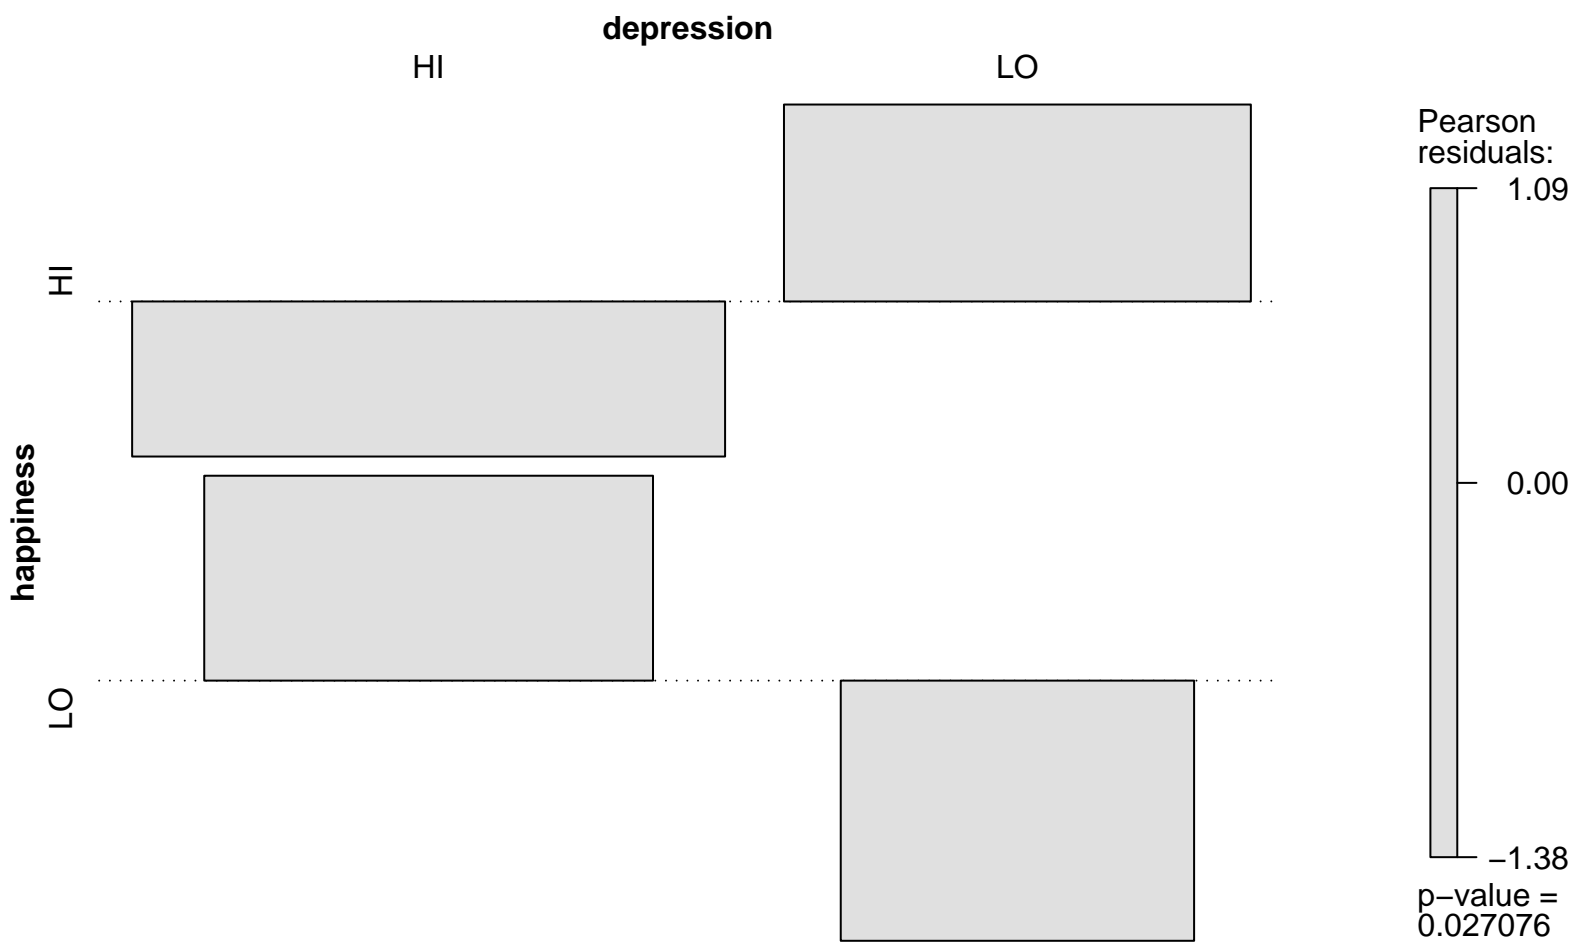 depression
HI
LO
happiness
HI
LO
Pearson
residuals:
1.09
0.00
−1.38
p−value =
0.027076